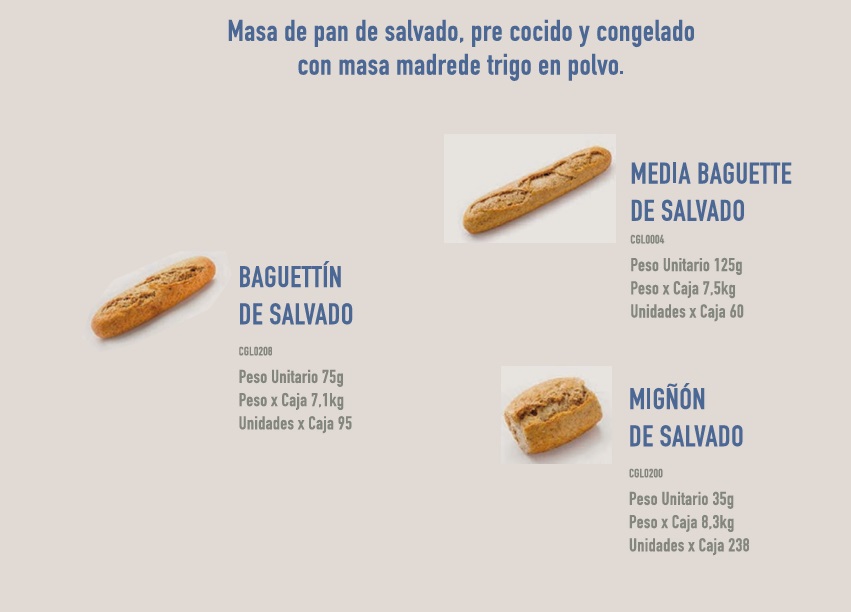 Masa de pan de salvado, pre cocido y congelado
con masa madrede trigo en polvo.
MEDIA BAGUETTE
DE SALVADO
CGL0004
Peso Unitario 125g
Peso x Caja 7,5kg
Unidades x Caja 60
BAGUETTÍN
DE SALVADO
CGL0208
Peso Unitario 75g
Peso x Caja 7,1kg
Unidades x Caja 95
MIGÑÓN
DE SALVADO
CGL0200
Peso Unitario 35g
Peso x Caja 8,3kg
Unidades x Caja 238